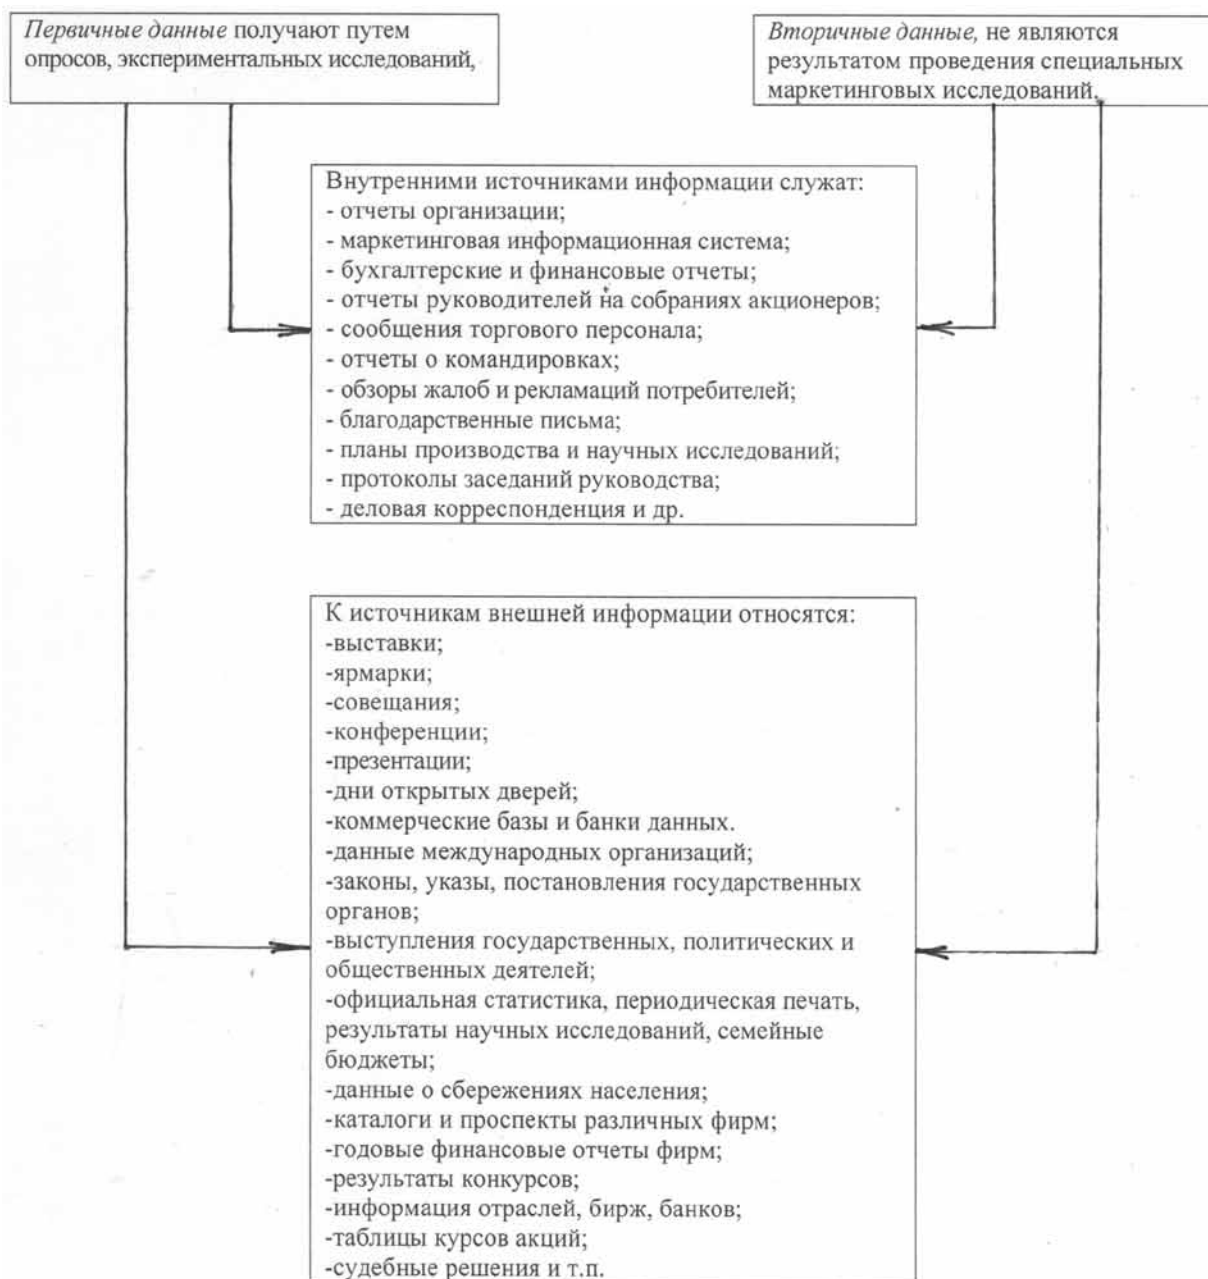 Первичные данные получают путем
опросов, экспериментальных исследований,
Вторичные данные, не являются
результатом проведения специальных
маркетинговых исследований.
Внутренними источниками информации служат:
- отчеты организации;
- маркетинговая информационная система;
- бухгалтерские и финансовые отчеты;
- отчеты руководителей на собраниях акционеров;
- сообщения торгового персонала;
- отчеты о командировках;
- обзоры жалоб и рекламаций потребителей;
- благодарственные письма;
- планы производства и научных исследований;
- протоколы заседаний руководства;
- деловая корреспонденция и др.
К источникам внешней информации относятся:
-выставки;
-ярмарки;
-совещания;
-конференции;
-презентации;
-дни открытых дверей;
-коммерческие базы и банки данных.
-данные международных организаций;
-законы, указы, постановления государственных
органов;
-выступления государственных, политических и
общественных деятелей;
-официальная статистика, периодическая печать,
результаты научных исследований, семейные
бюджеты;
-данные о сбережениях населения;
-каталоги и проспекты различных фирм;
-годовые финансовые отчеты фирм;
-результаты конкурсов;
-информация отраслей, бирж, банков;
-таблицы курсов акций;
-судебные решения и т.п.